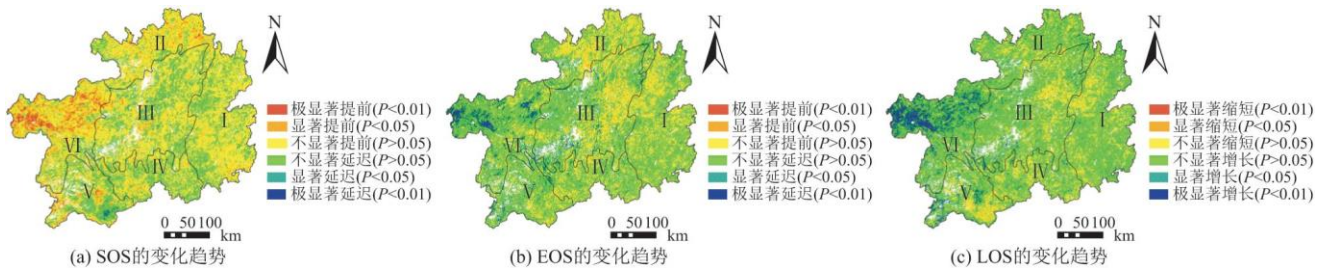 N
II
III
I
VI
IV
V
极显著提前(P<0.01)
显著提前(P<0.05)
不显著提前(P>0.05)
不显著延迟(P>0.05)
显著延迟(P<0.05)
极显著延迟(P<0.01)
0 50100
km
(a) SOS的变化趋势
N
II
III
I
VI
IV
V
极显著提前(P<0.01)
显著提前(P<0.05)
不显著提前(P>0.05)
不显著延迟(P>0.05)
显著延迟(P<0.05)
极显著延迟(P<0.01)
0 50100
km
(b) EOS的变化趋势
N
II
III
I
VI
IV
V
极显著缩短(P<0.01)
显著缩短(P<0.05)
不显著缩短(P>0.05)
不显著增长(P>0.05)
显著增长(P<0.05)
极显著增长(P<0.01)
0 50100
km
(c) LOS的变化趋势